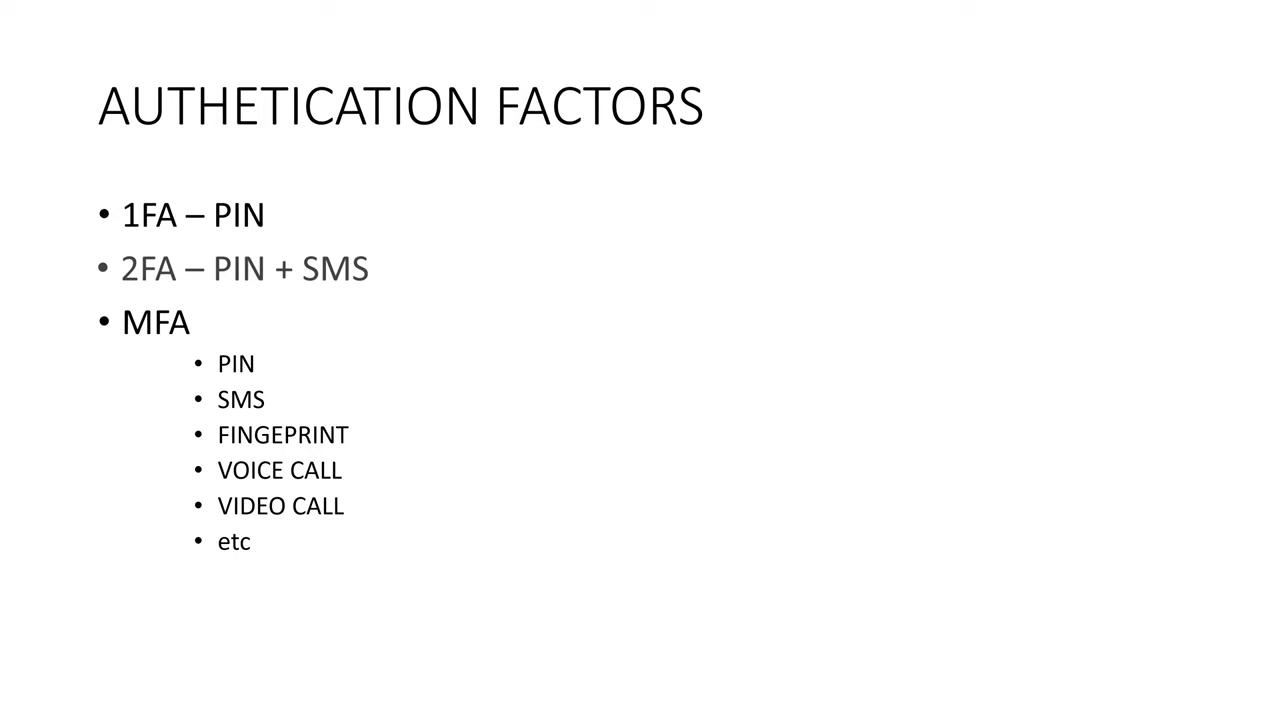 AUTHETICATION FACTORS
• 1FA – PIN
• 2FA – PIN + SMS
• MFA
• PIN
• SMS
• FINGEPRINT
• VOICE CALL
• VIDEO CALL
• etc